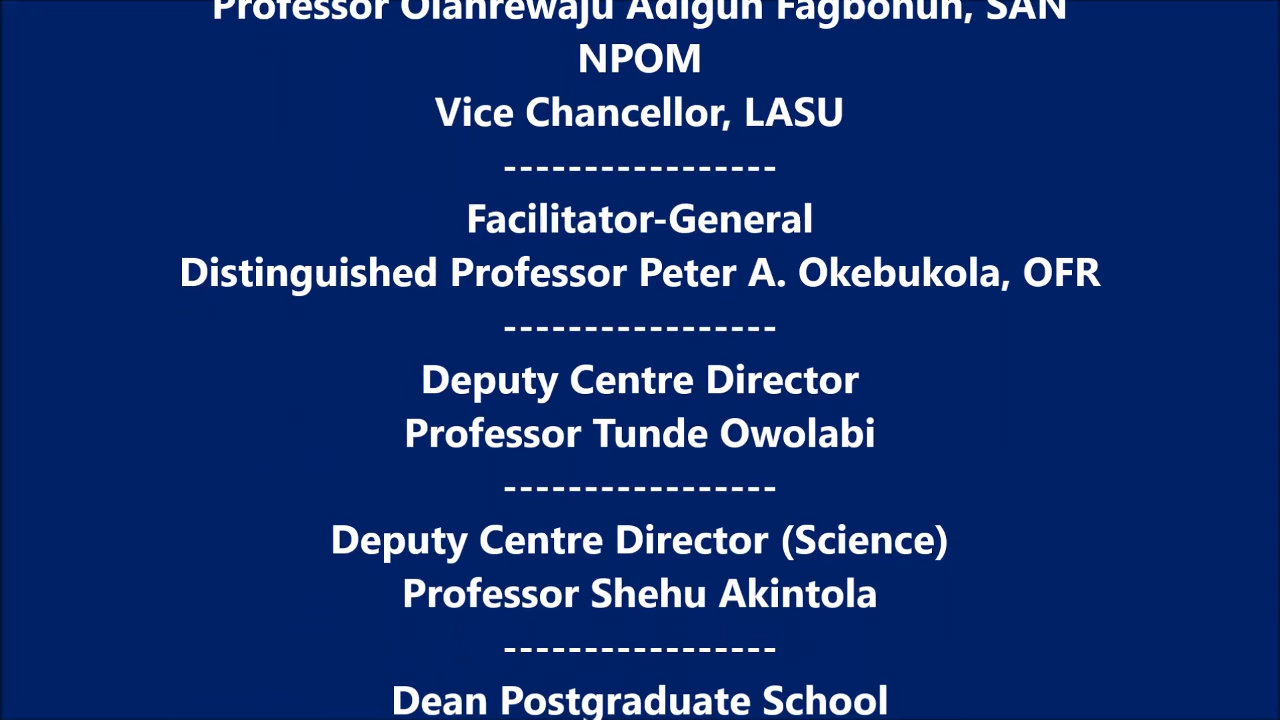 Professor Olanrewaju Adigun Fagbohun, SAN
NPOM
Vice Chancellor, LASU
-----------------
Facilitator-General
Distinguished Professor Peter A. Okebukola, OFR
-----------------
Deputy Centre Director
Professor Tunde Owolabi
-----------------
Deputy Centre Director (Science)
Professor Shehu Akintola
-----------------
Dean Postgraduate School